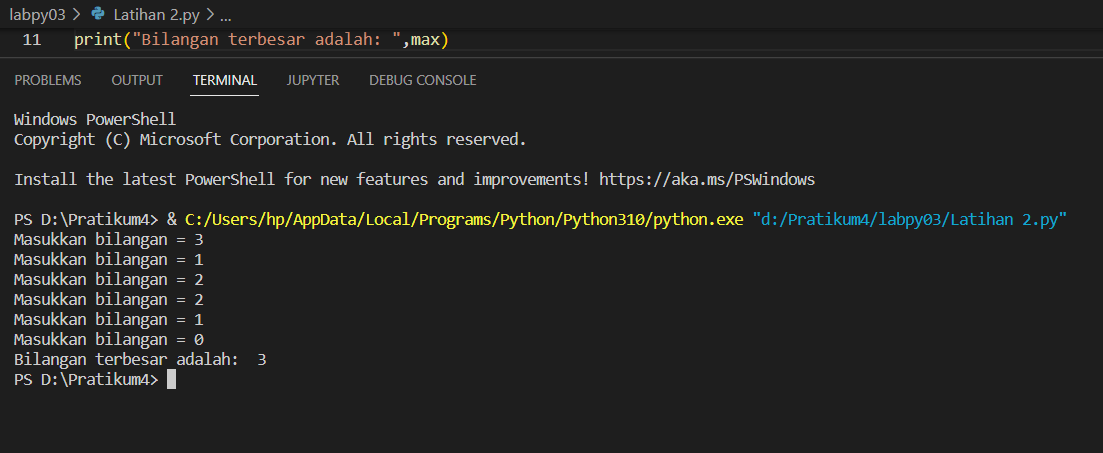 labpy03 > Latihan 2.py > ...
11 print("Bilangan terbesar adalah: ",max)
PROBLEMS OUTPUT TERMINAL JUPYTER DEBUG CONSOLE
Windows PowerShell
Copyright (C) Microsoft Corporation. All rights reserved.
Install the latest PowerShell for new features and improvements! https://aka.ms/PSWindows
PS D:\Pratikum4> & C:/Users/hp/AppData/Local/Programs/Python/Python310/python.exe "d:/Pratikum4/labpy03/Latihan 2.py"
Masukkan bilangan = 3
Masukkan bilangan = 1
Masukkan bilangan = 2
Masukkan bilangan = 2
Masukkan bilangan = 1
Masukkan bilangan = 0
Bilangan terbesar adalah:  3
PS D:\Pratikum4>